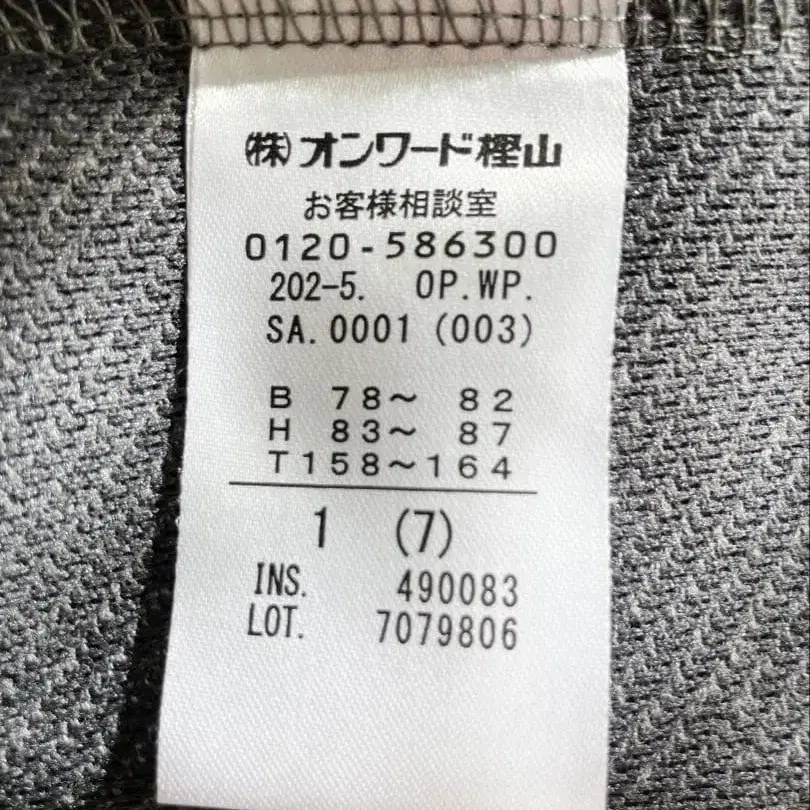 ㈱オンワード樫山
お客様相談室
0120-586300
202-5. OP.WP.
SA.0001 (003)
B 78～ 82
H 83～ 87
T158～164
1 (7)
INS. 490083
LOT. 7079806